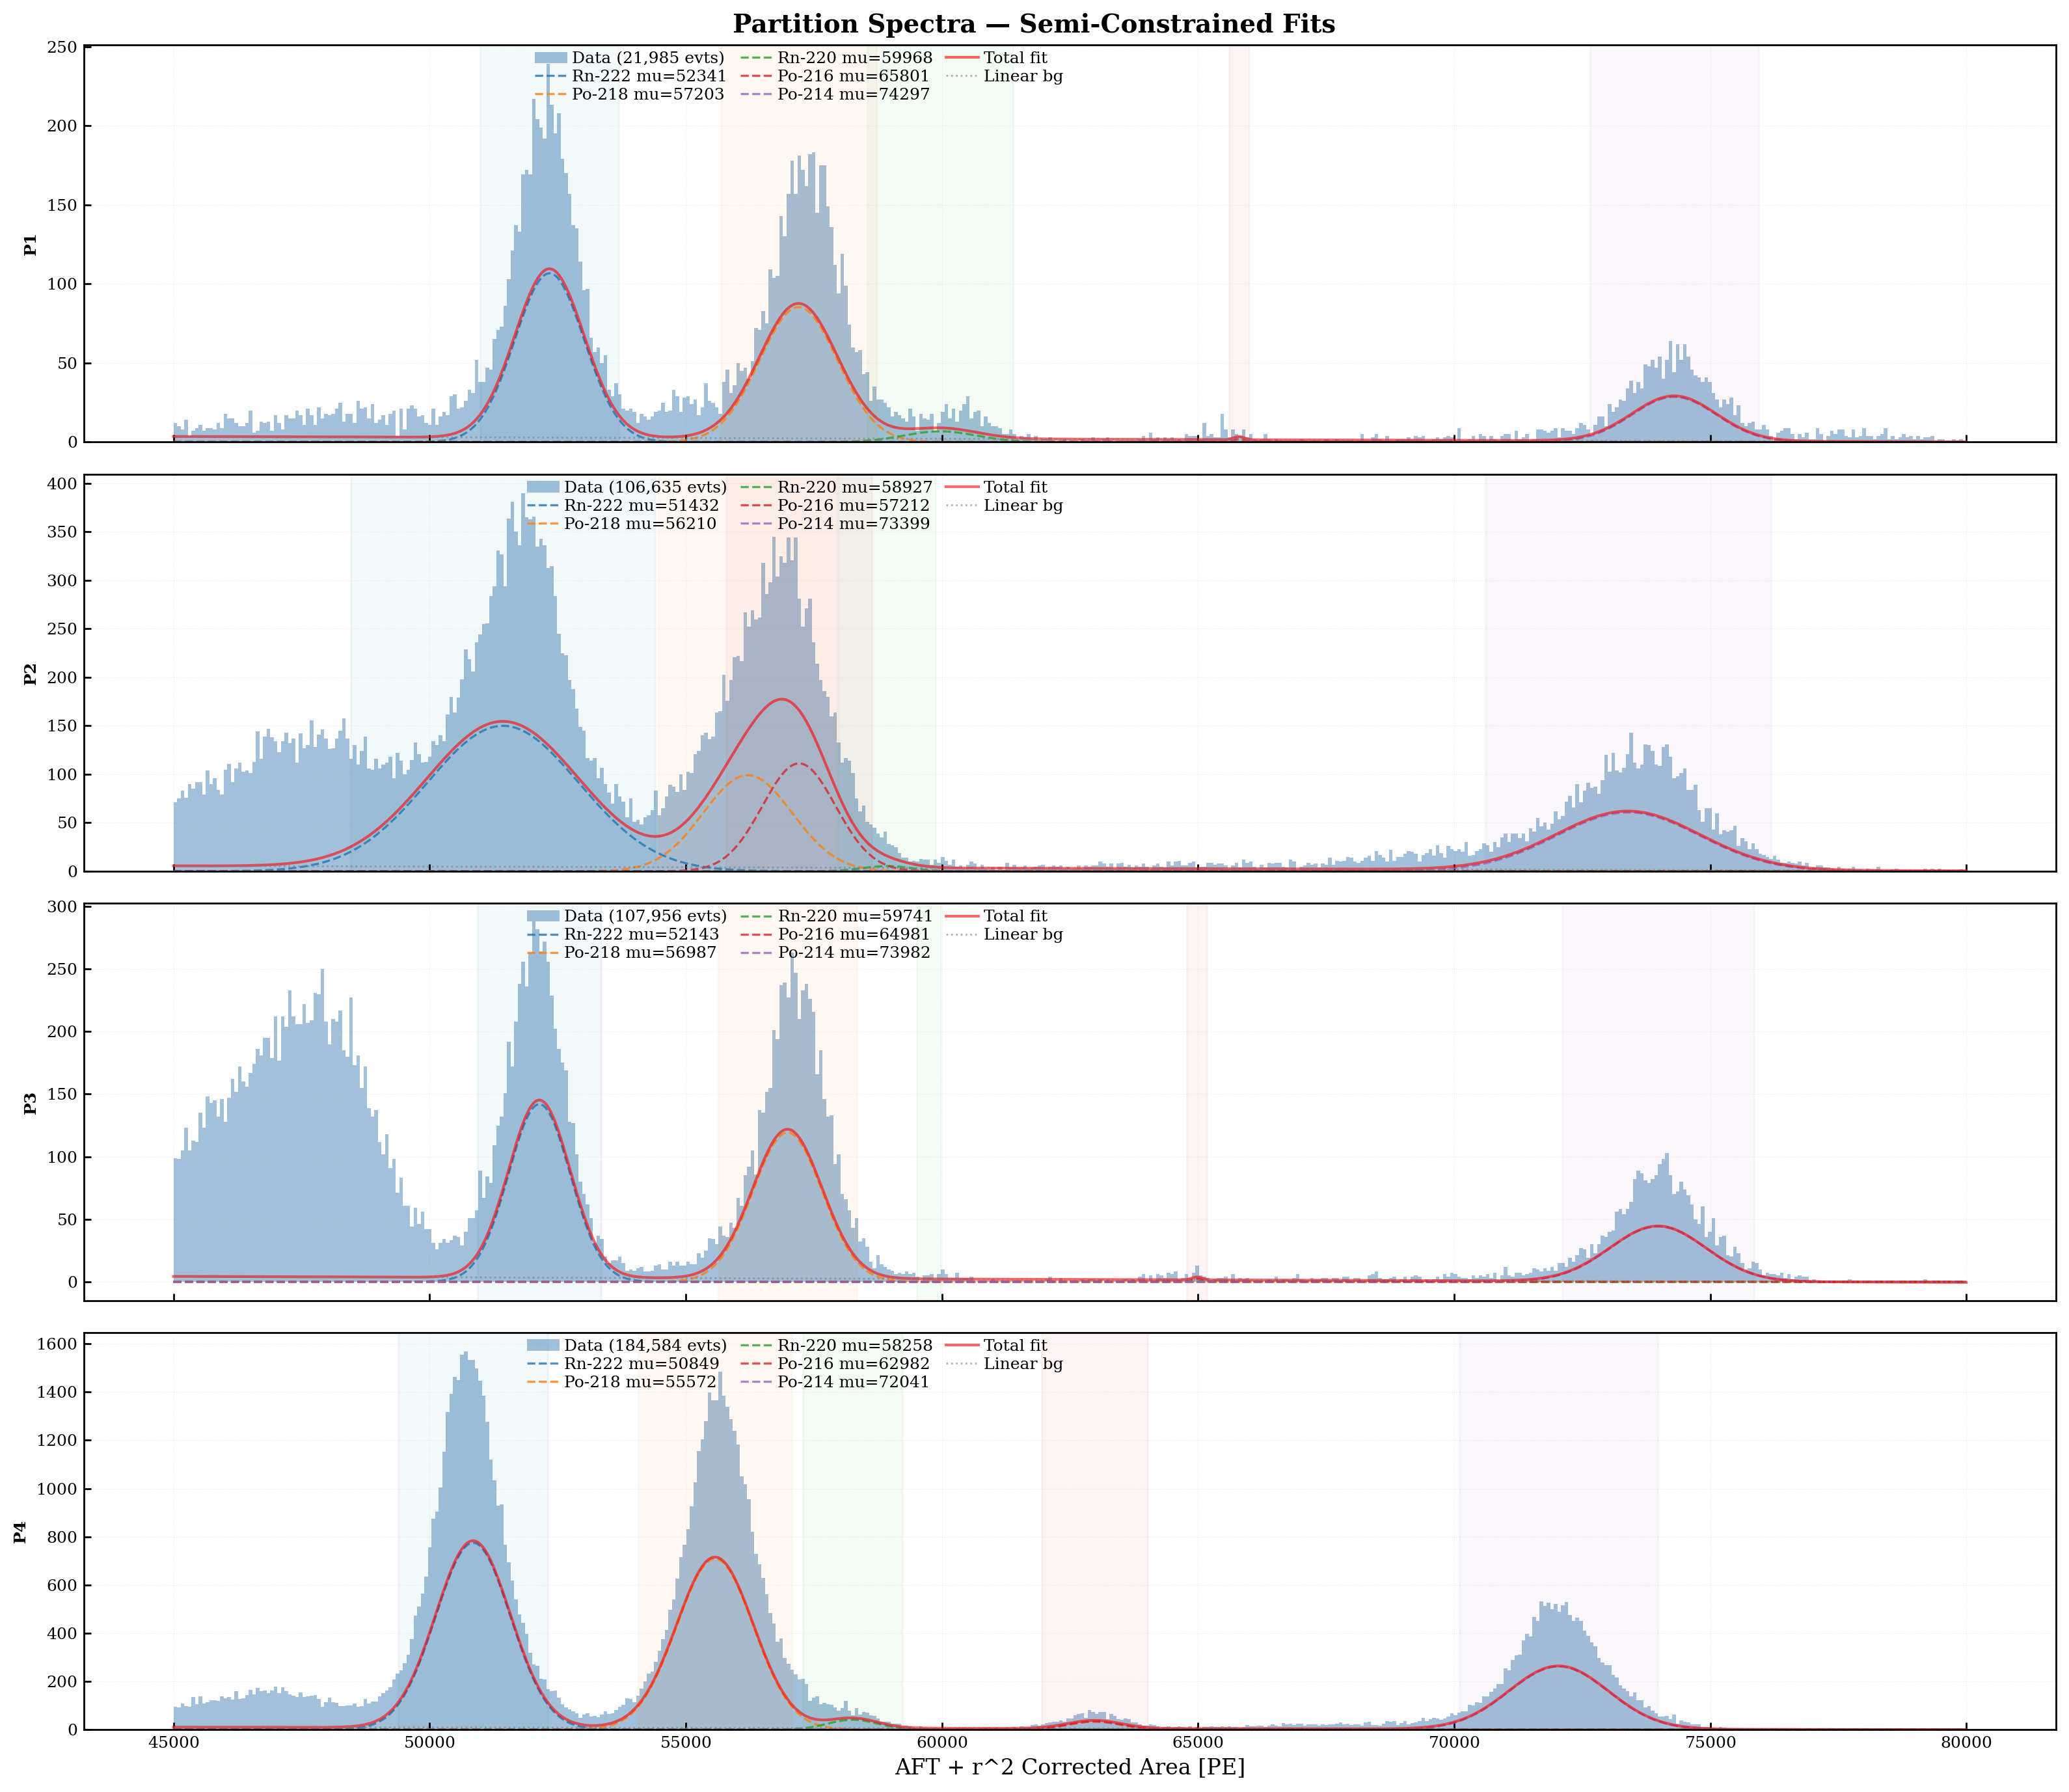 Partition Spectra — Semi-Constrained Fits
250
200
150
100
50
0
P1
Data (21,985 evts)
Rn-222 mu=52341
Po-218 mu=57203
Rn-220 mu=59968
Po-216 mu=65801
Po-214 mu=74297
Total fit
Linear bg
400
350
300
250
200
150
100
50
0
P2
Data (106,635 evts)
Rn-222 mu=51432
Po-218 mu=56210
Rn-220 mu=58927
Po-216 mu=57212
Po-214 mu=73399
Total fit
Linear bg
300
250
200
150
100
50
0
P3
Data (107,956 evts)
Rn-222 mu=52143
Po-218 mu=56987
Rn-220 mu=59741
Po-216 mu=64981
Po-214 mu=73982
Total fit
Linear bg
1600
1400
1200
1000
800
600
400
200
0
P4
Data (184,584 evts)
Rn-222 mu=50849
Po-218 mu=55572
Rn-220 mu=58258
Po-216 mu=62982
Po-214 mu=72041
Total fit
Linear bg
45000
50000
55000
60000
65000
70000
75000
80000
AFT + r^2 Corrected Area [PE]